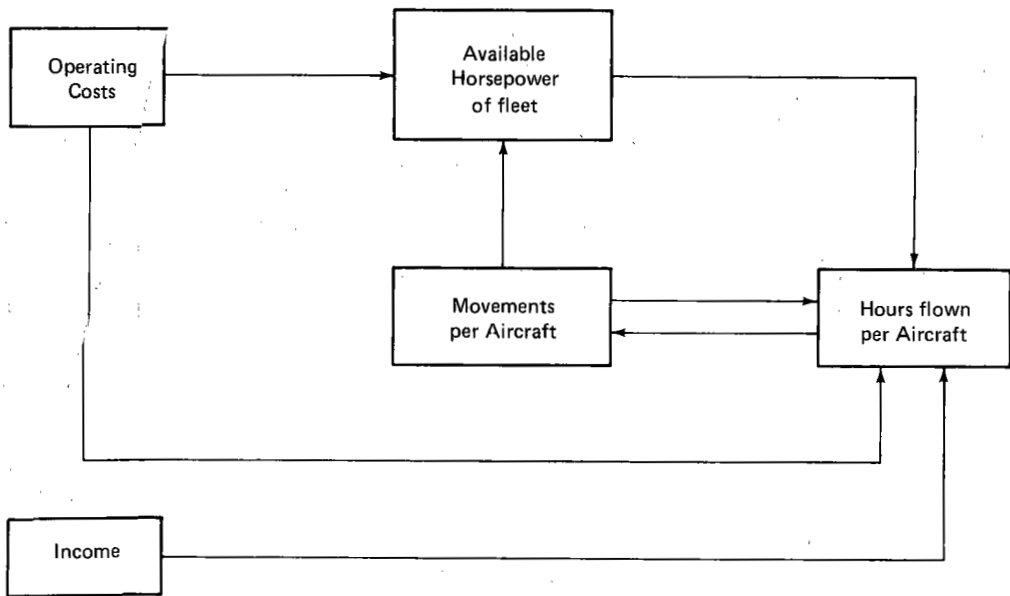 Operating
Costs
Available
Horsepower
of fleet
Movements
per Aircraft
Hours flown
per Aircraft
Income